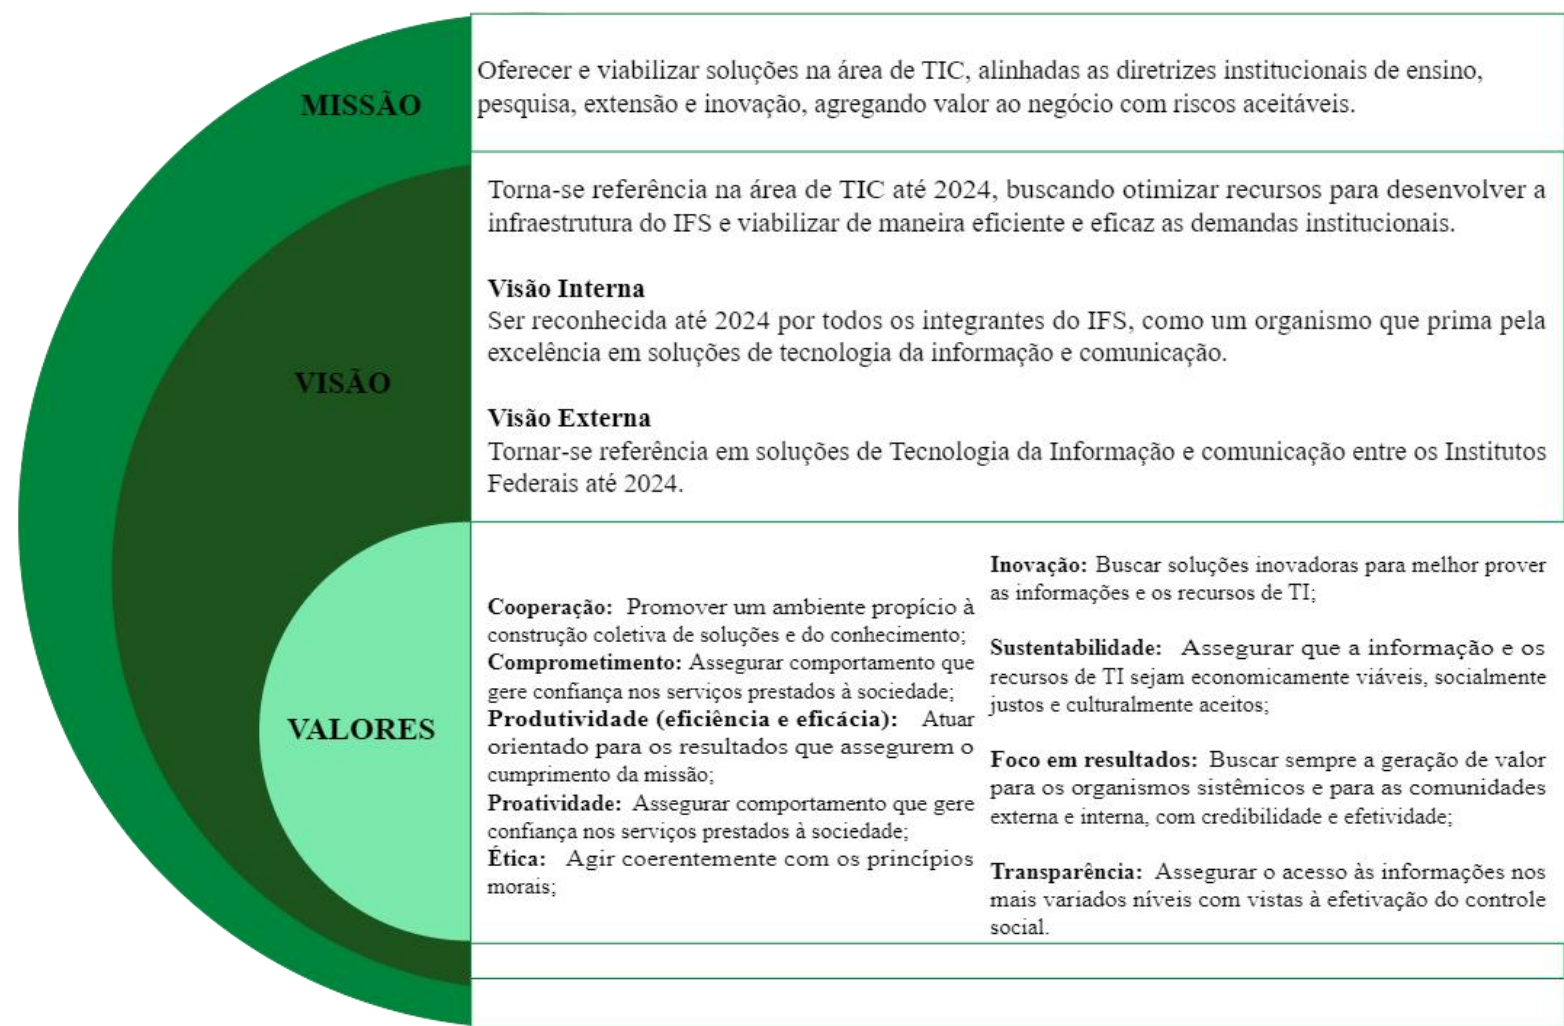 MISSÃO
Oferecer e viabilizar soluções na área de TIC, alinhadas as diretrizes institucionais de ensino,
pesquisa, extensão e inovação, agregando valor ao negócio com riscos aceitáveis.
VISÃO
Torna-se referência na área de TIC até 2024, buscando otimizar recursos para desenvolver a
infraestrutura do IFS e viabilizar de maneira eficiente e eficaz as demandas institucionais.
Visão Interna
Ser reconhecida até 2024 por todos os integrantes do IFS, como um organismo que prima pela
excelência em soluções de tecnologia da informação e comunicação.
Visão Externa
Tornar-se referência em soluções de Tecnologia da Informação e comunicação entre os Institutos
Federais até 2024.
VALORES
Cooperação: Promover um ambiente propício à
construção coletiva de soluções e do conhecimento;
Comprometimento: Assegurar comportamento que
gere confiança nos serviços prestados à sociedade;
Produtividade (eficiência e eficácia): Atuar
orientado para os resultados que assegurem o
cumprimento da missão;
Proatividade: Assegurar comportamento que gere
confiança nos serviços prestados à sociedade;
Ética: Agir coerentemente com os princípios
morais;
Inovação: Buscar soluções inovadoras para melhor prover
as informações e os recursos de TI;
Sustentabilidade: Assegurar que a informação e os
recursos de TI sejam economicamente viáveis, socialmente
justos e culturalmente aceitos;
Foco em resultados: Buscar sempre a geração de valor
para os organismos sistêmicos e para as comunidades
externa e interna, com credibilidade e efetividade;
Transparência: Assegurar o acesso às informações nos
mais variados níveis com vistas à efetivação do controle
social.